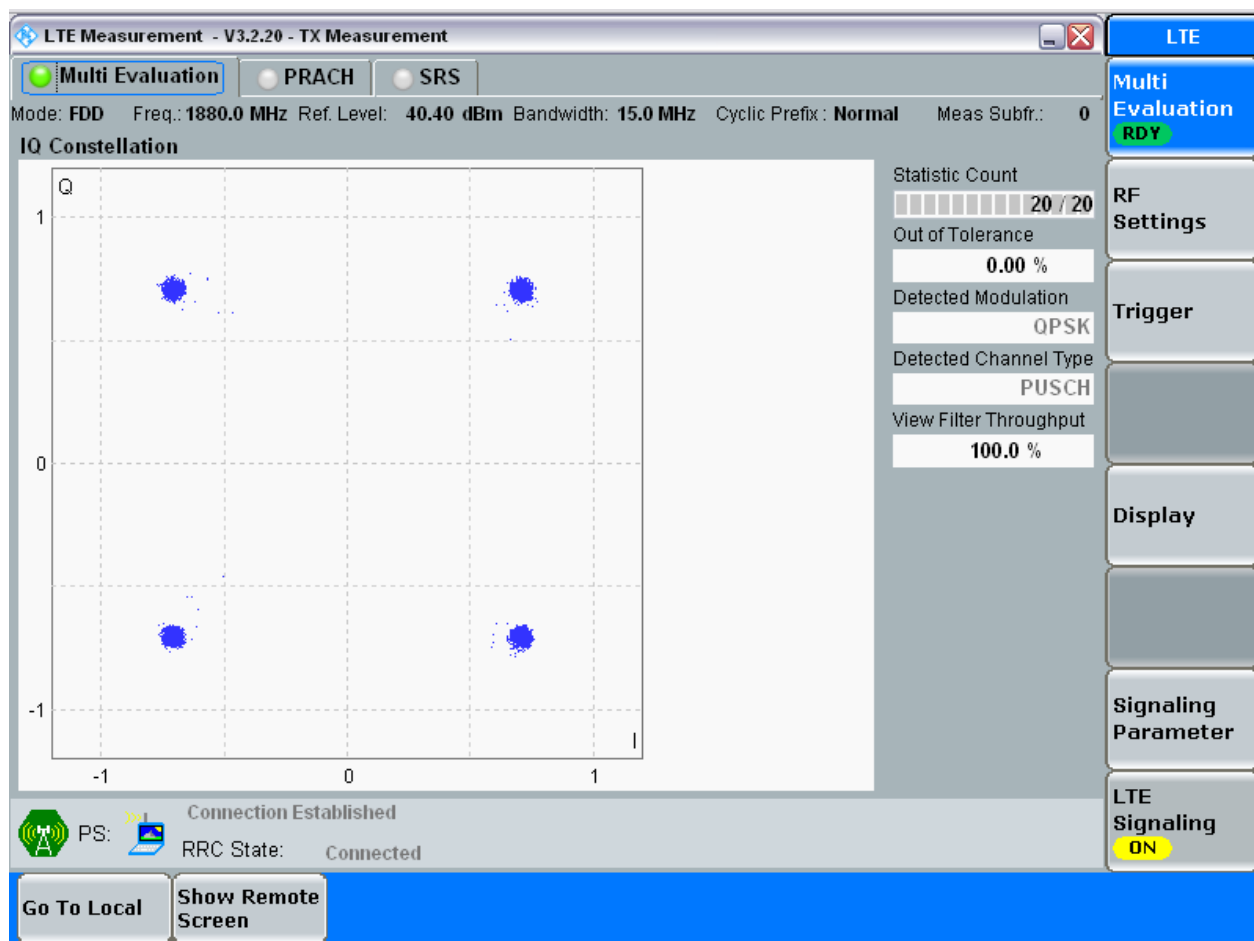 LTE Measurement - V3.2.20 - TX Measurement
LTE
Multi Evaluation PRACH SRS
Mode: FDD Freq.: 1880.0 MHz Ref. Level: 40.40 dBm Bandwidth: 15.0 MHz Cyclic Prefix : Normal Meas Subfr.: 0
IQ Constellation
Q
1
0
-1
I
-1 0 1
Statistic Count
20 / 20
Out of Tolerance
0.00 %
Detected Modulation
QPSK
Detected Channel Type
PUSCH
View Filter Throughput
100.0 %
Multi
Evaluation
RDY
RF
Settings
Trigger
Display
Signaling
Parameter
LTE
Signaling
ON
PS: Connection Established
RRC State: Connected
Go To Local
Show Remote
Screen